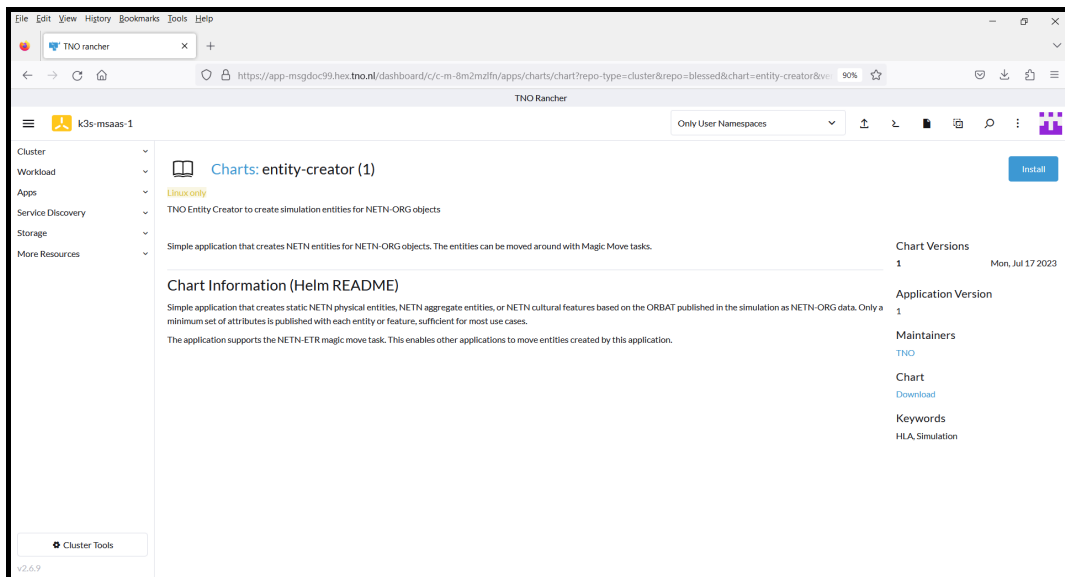 File Edit View History Bookmarks Tools Help
TNO rancher
https://app-msgdoc99.hex.tno.nl/dashboard/c/c-m-8m2mzlfn/apps/charts/chart?repo-type=cluster&repo=blessed&chart=entity-creator&ve
90%
TNO Rancher
k3s-msaas-1
Only User Namespaces
Cluster
Workload
Apps
Service Discovery
Storage
More Resources
Charts: entity-creator (1)
Install
Linux only
TNO Entity Creator to create simulation entities for NETN-ORG objects
Simple application that creates NETN entities for NETN-ORG objects. The entities can be moved around with Magic Move tasks.
Chart Information (Helm README)
Simple application that creates static NETN physical entities, NETN aggregate entities, or NETN cultural features based on the ORBAT published in the simulation as NETN-ORG data. Only a
minimum set of attributes is published with each entity or feature, sufficient for most use cases.
The application supports the NETN-ETR magic move task. This enables other applications to move entities created by this application.
Chart Versions
1 Mon, Jul 17 2023
Application Version
1
Maintainers
TNO
Chart
Download
Keywords
HLA, Simulation
Cluster Tools
v2.6.9